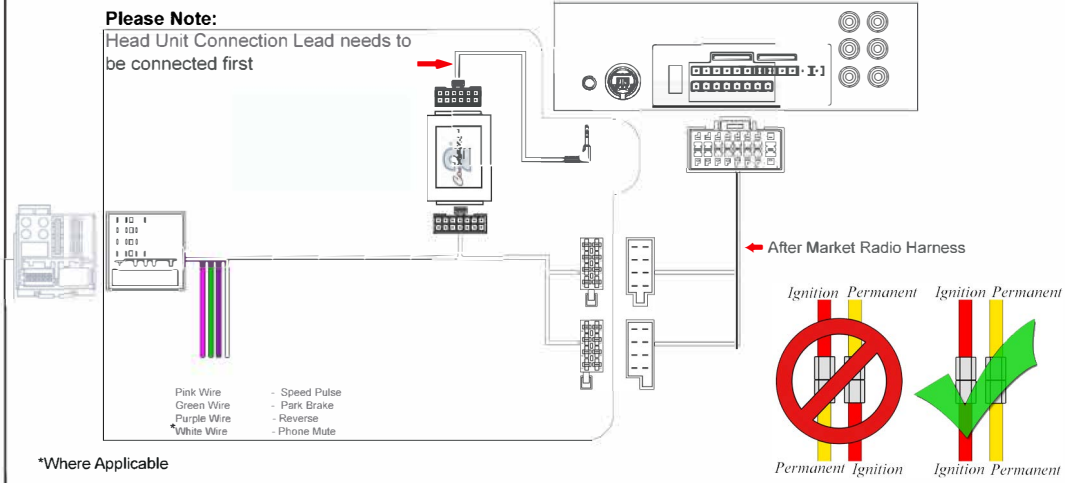 Please Note:
Head Unit Connection Lead needs to
be connected first
After Market Radio Harness
Ignition Permanent Ignition Permanent
Pink Wire - Speed Pulse
Green Wire - Park Brake
Purple Wire - Reverse
*White Wire - Phone Mute
*Where Applicable
Permanent Ignition Ignition Permanent